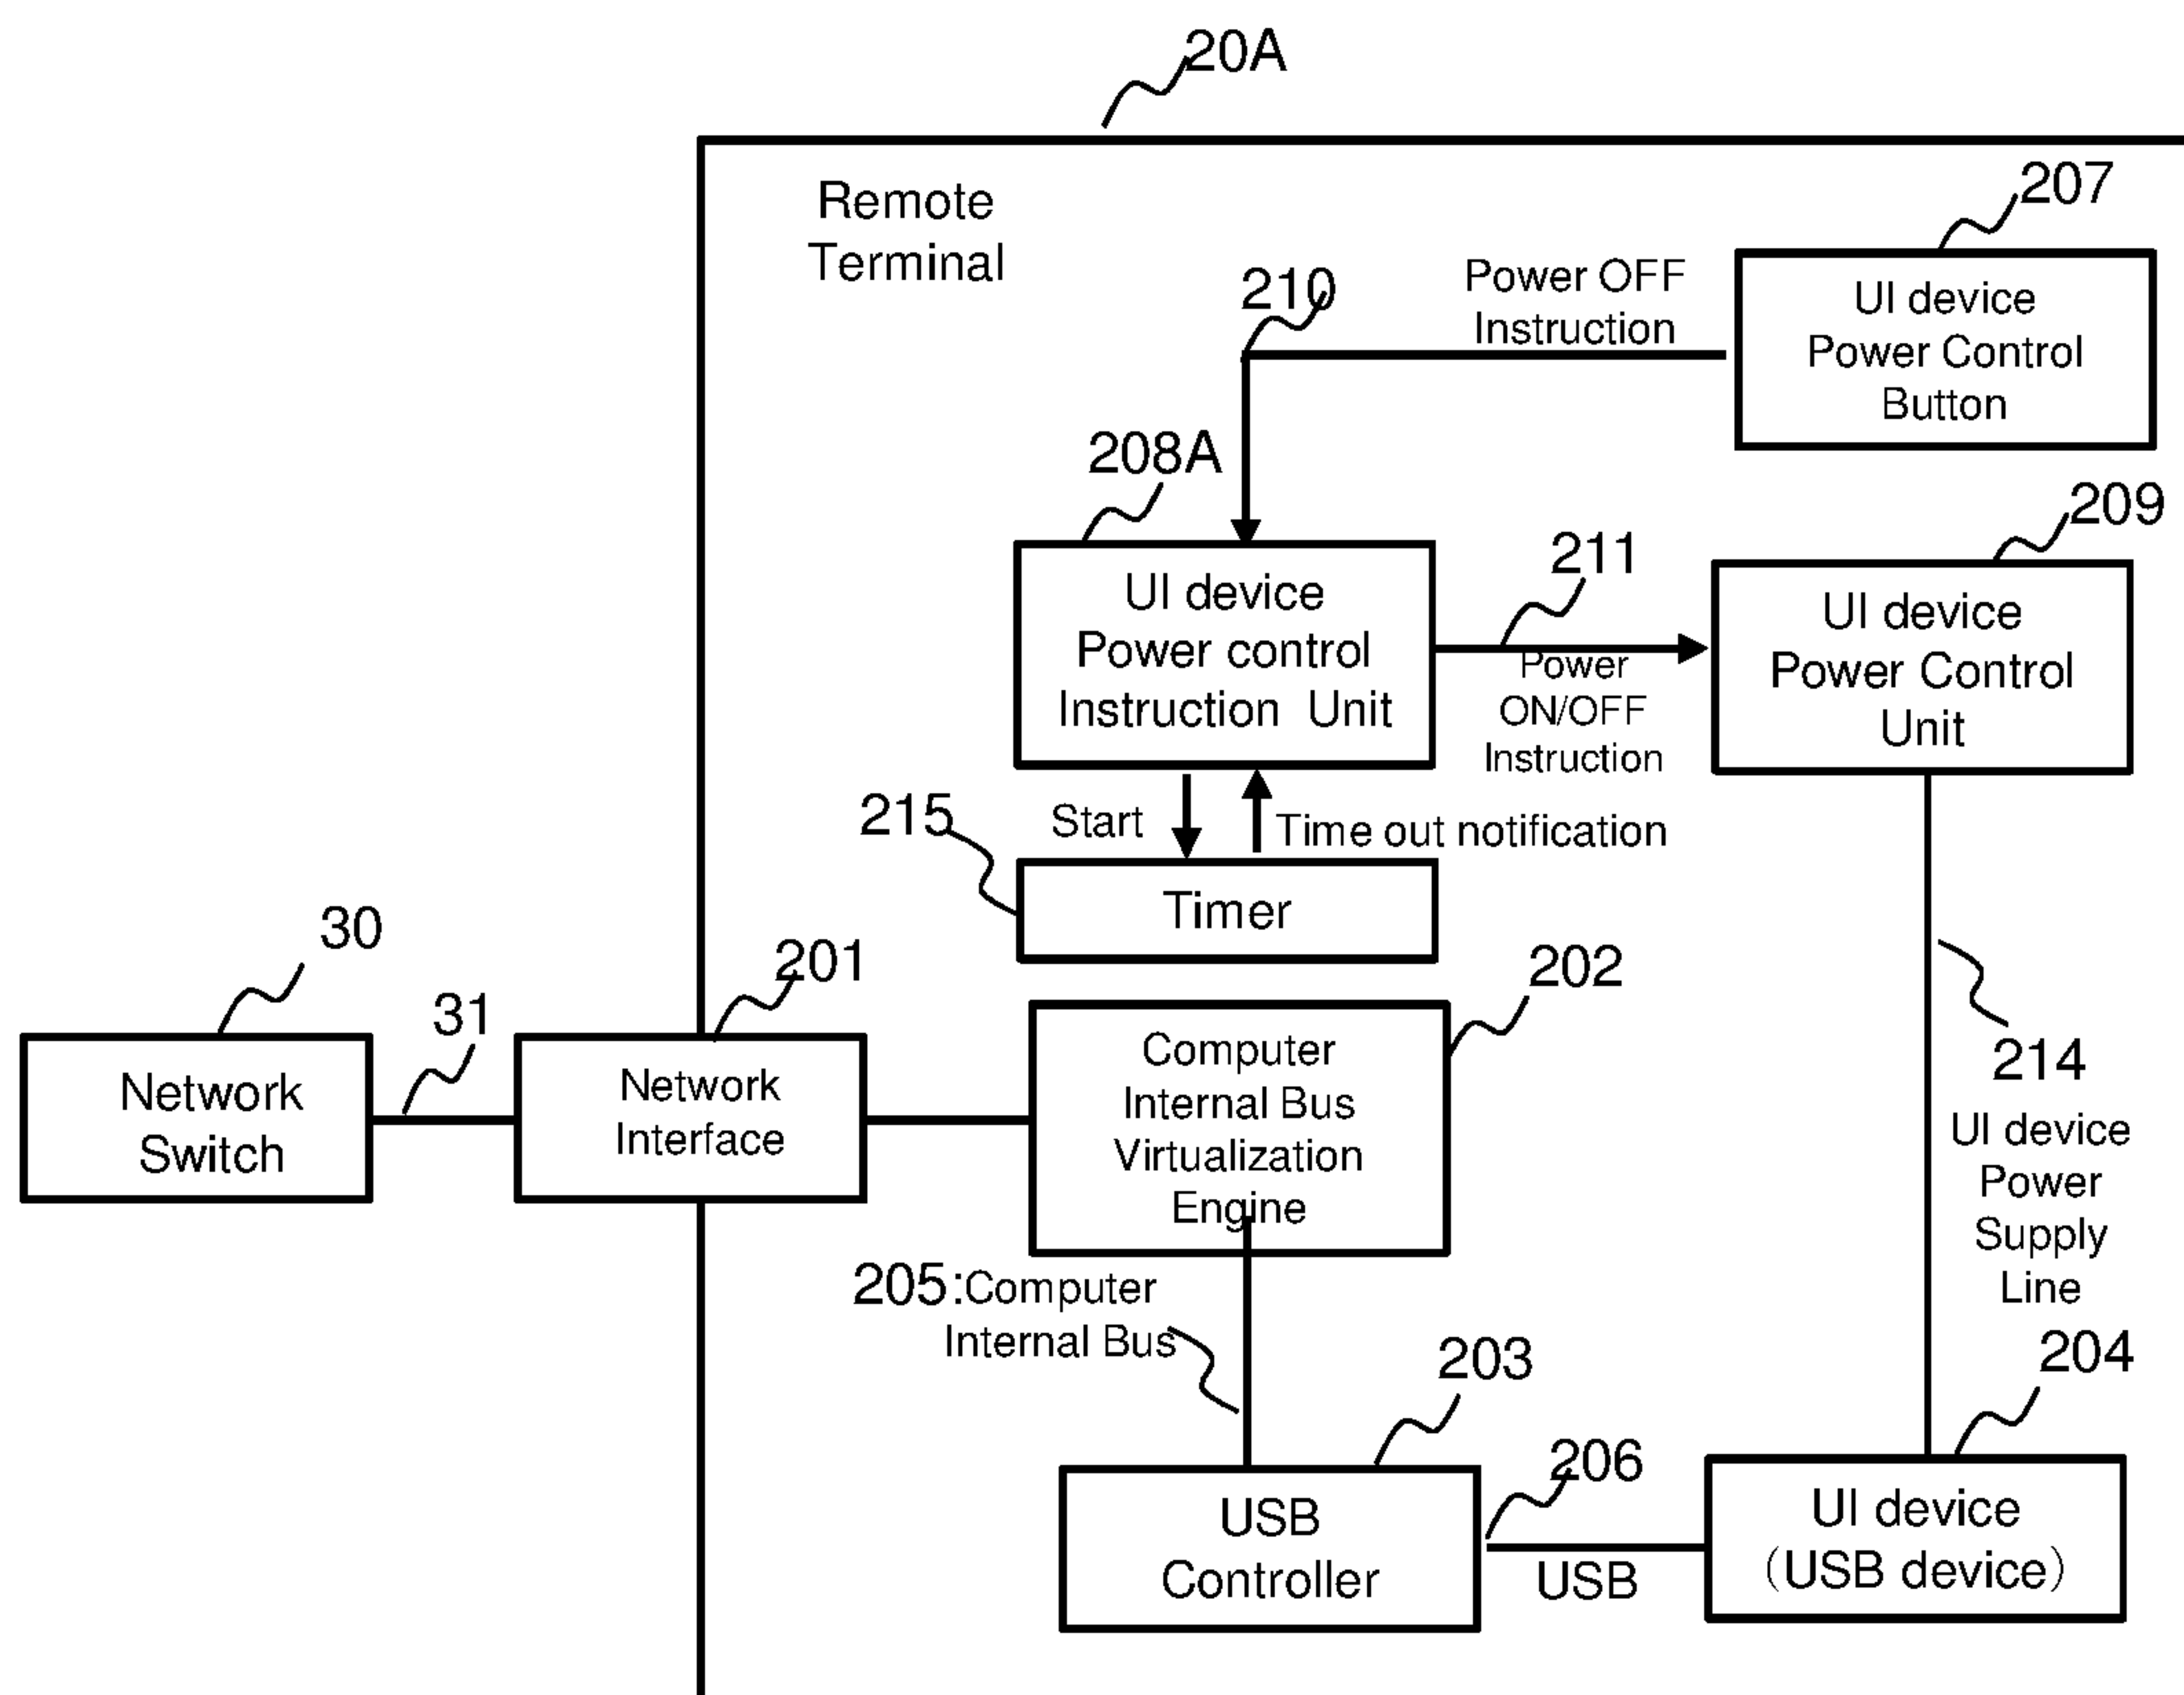 20A
Remote
Terminal
207
UI device
Power Control
Button
210
Power OFF
Instruction
208A
UI device
Power control
Instruction Unit
211
Power
ON/OFF
Instruction
209
UI device
Power Control
Unit
215
Start
Time out notification
Timer
30
Network
Switch
31
201
Network
Interface
202
Computer
Internal Bus
Virtualization
Engine
214
UI device
Power
Supply
Line
205:Computer
Internal Bus
203
USB
Controller
206
USB
204
UI device
(USB device)